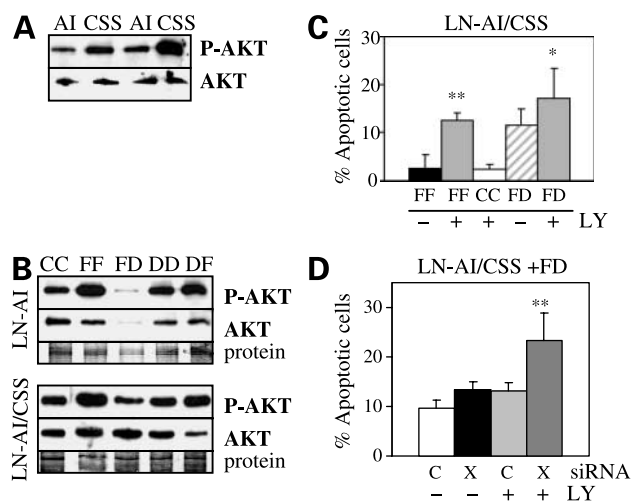 A
AI CSS AI CSS
P-AKT
AKT
B
CC FF FD DD DF
LN-AI
P-AKT
AKT
protein
LN-AI/CSS
P-AKT
AKT
protein
C
LN-AI/CSS
% Apoptotic cells
30
20
10
0
**
*
FF FF CC FD FD
– + + – + LY
D
LN-AI/CSS +FD
% Apoptotic cells
30
20
10
0
**
C X C X siRNA
– – + + LY